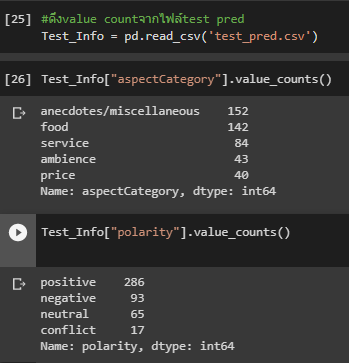 [25] #ดึงvalue countจากไฟล์test pred
Test_Info = pd.read_csv('test_pred.csv')
[26] Test_Info["aspectCategory"].value_counts()
anecdotes/miscellaneous 152
food 142
service 84
ambience 43
price 40
Name: aspectCategory, dtype: int64
Test_Info["polarity"].value_counts()
positive 286
negative 93
neutral 65
conflict 17
Name: polarity, dtype: int64